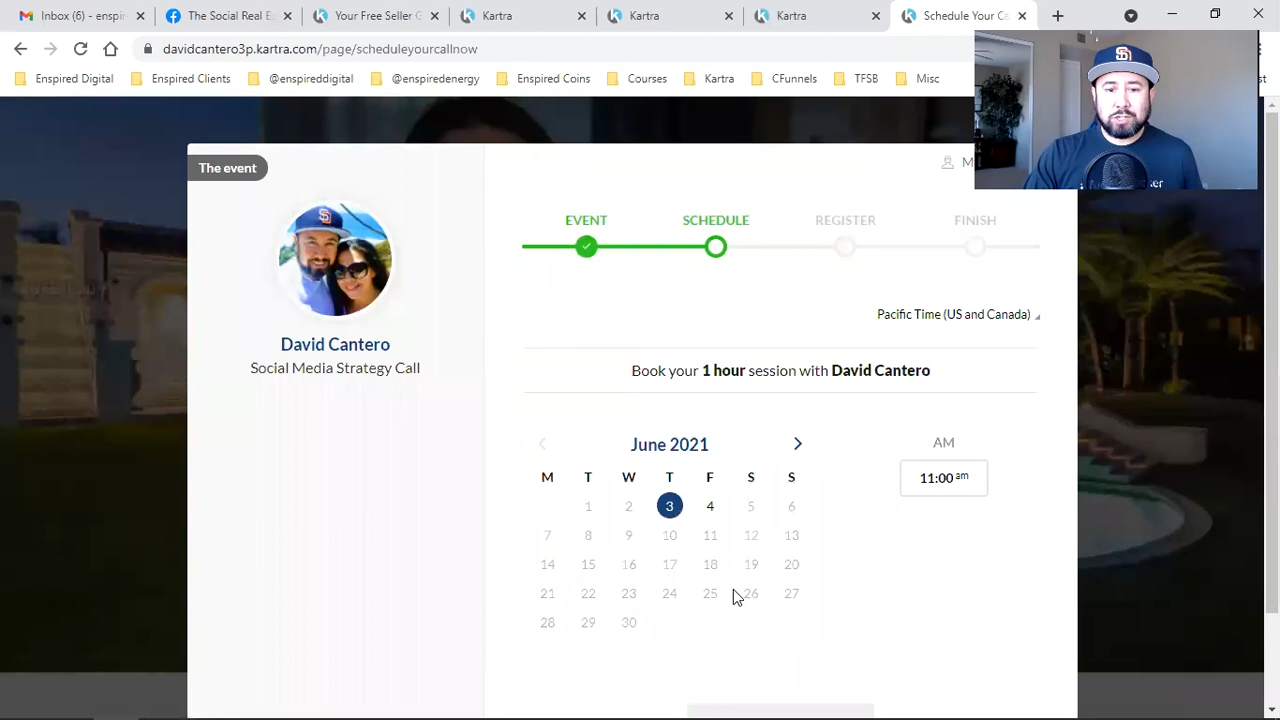 Inbox (6) - enspir
The Social Real E
Your Free Seller G
Kartra
Kartra
Kartra
Schedule Your C
davidcantero3p.kartra.com/page/scheduleyourcallnow
Enspired Digital
Enspired Clients
@enspireddigital
@enspiredenergy
Enspired Coins
Courses
Kartra
CFunnels
TFSB
Misc
The event
M
EVENT
SCHEDULE
REGISTER
FINISH
Pacific Time (US and Canada)
David Cantero
Social Media Strategy Call
Book your 1 hour session with David Cantero
June 2021
AM
11:00 am
M T W T F S S
1 2 3 4 5 6
7 8 9 10 11 12 13
14 15 16 17 18 19 20
21 22 23 24 25 26 27
28 29 30